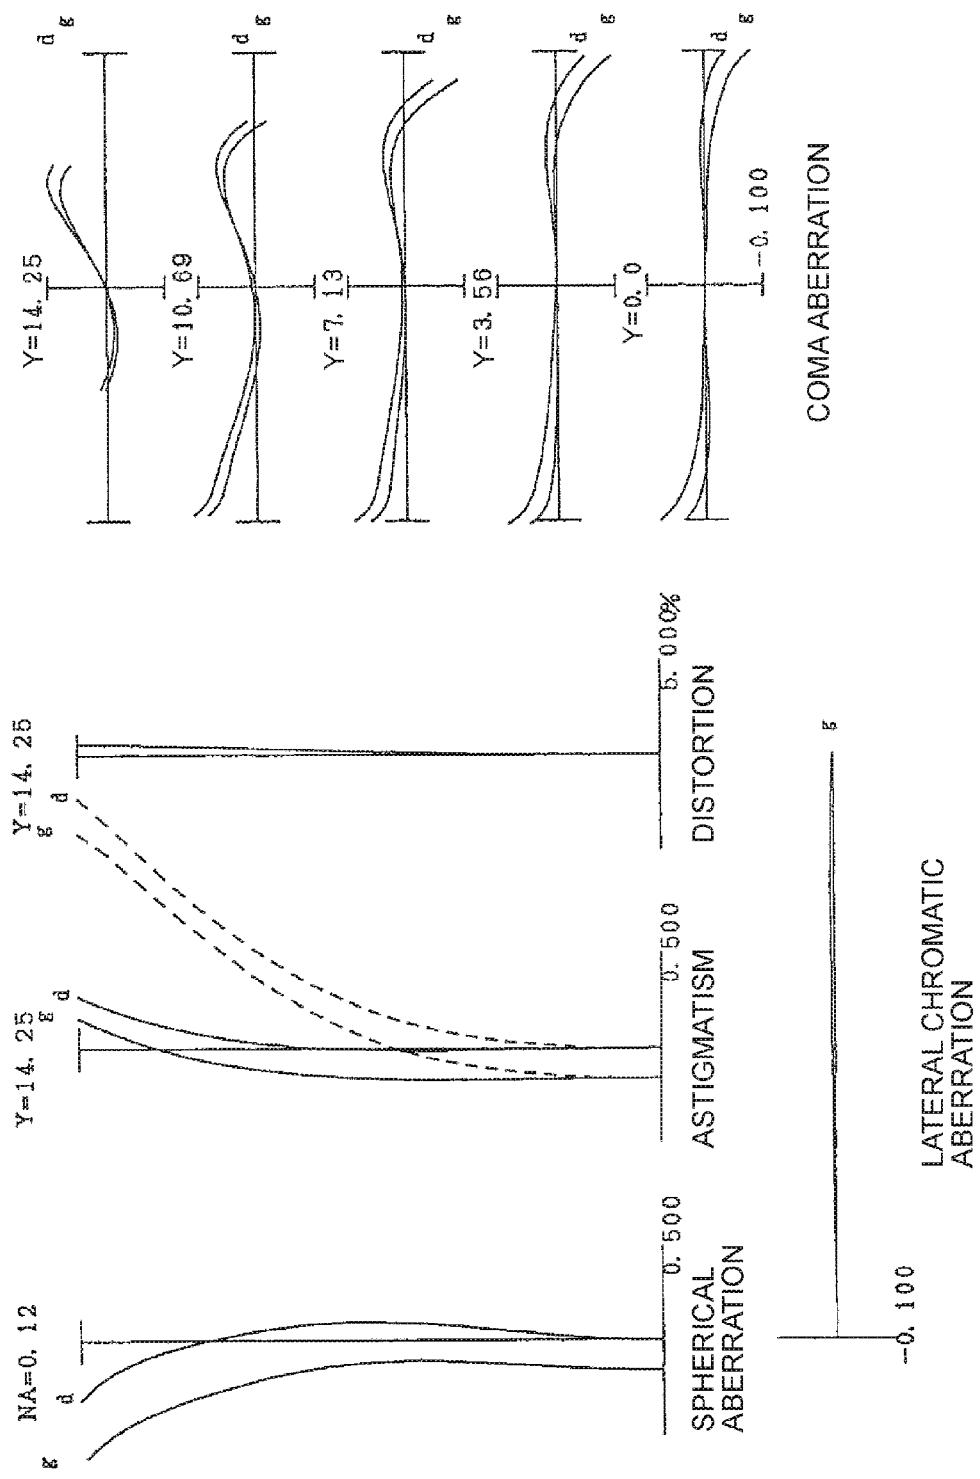 NA=0. 12
g
d
0. 500
SPHERICAL
ABERRATION
Y=14. 25
g
d
0. 500
ASTIGMATISM
Y=14. 25
g
d
5. 000%
DISTORTION
Y=14. 25
d
g
Y=10. 69
d
g
Y=7. 13
d
g
Y=3. 56
d
g
Y=0. 0
d
g
-0. 100
COMA ABERRATION
g
-0. 100
LATERAL CHROMATIC
ABERRATION